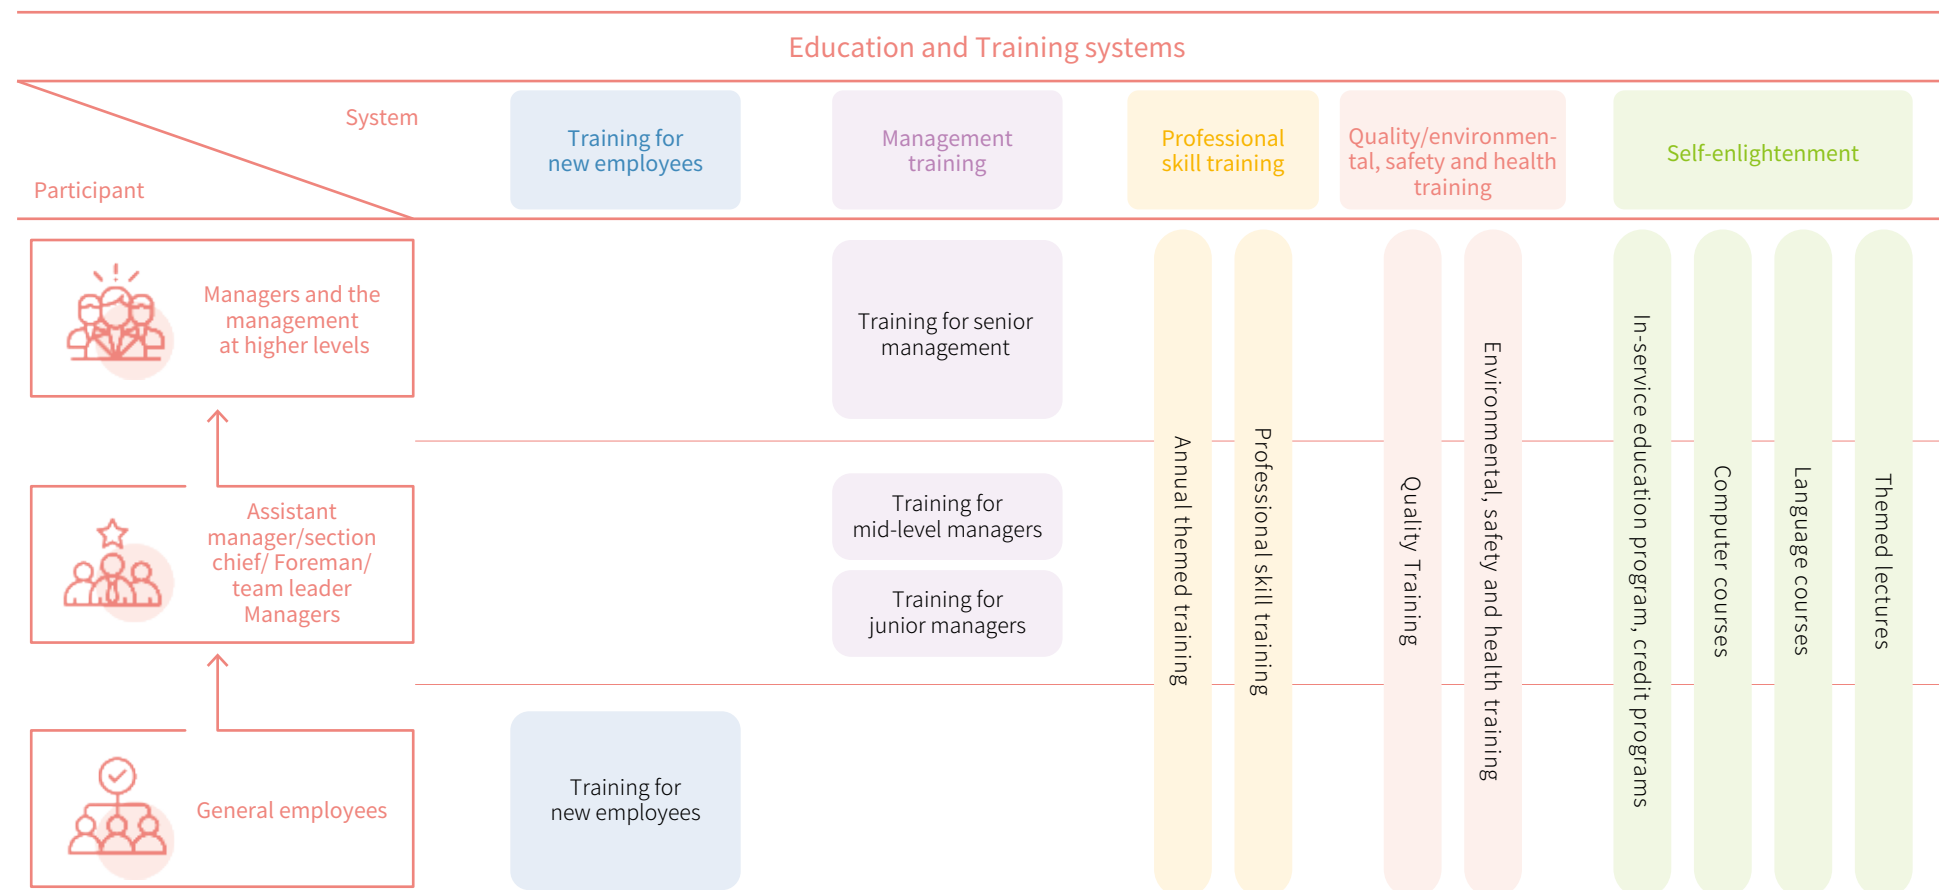 Education and Training systems
System
Participant
Training for
new employees
Management
training
Professional
skill training
Quality/environmen-
tal, safety and health
training
Self-enlightenment
Managers and the
management
at higher levels
Training for senior
management
Assistant
manager/section
chief/ Foreman/
team leader
Managers
Training for
mid-level managers
Training for
junior managers
General employees
Training for
new employees
Annual themed training
Professional skill training
Quality Training
Environmental, safety and health training
In-service education program, credit programs
Computer courses
Language courses
Themed lectures